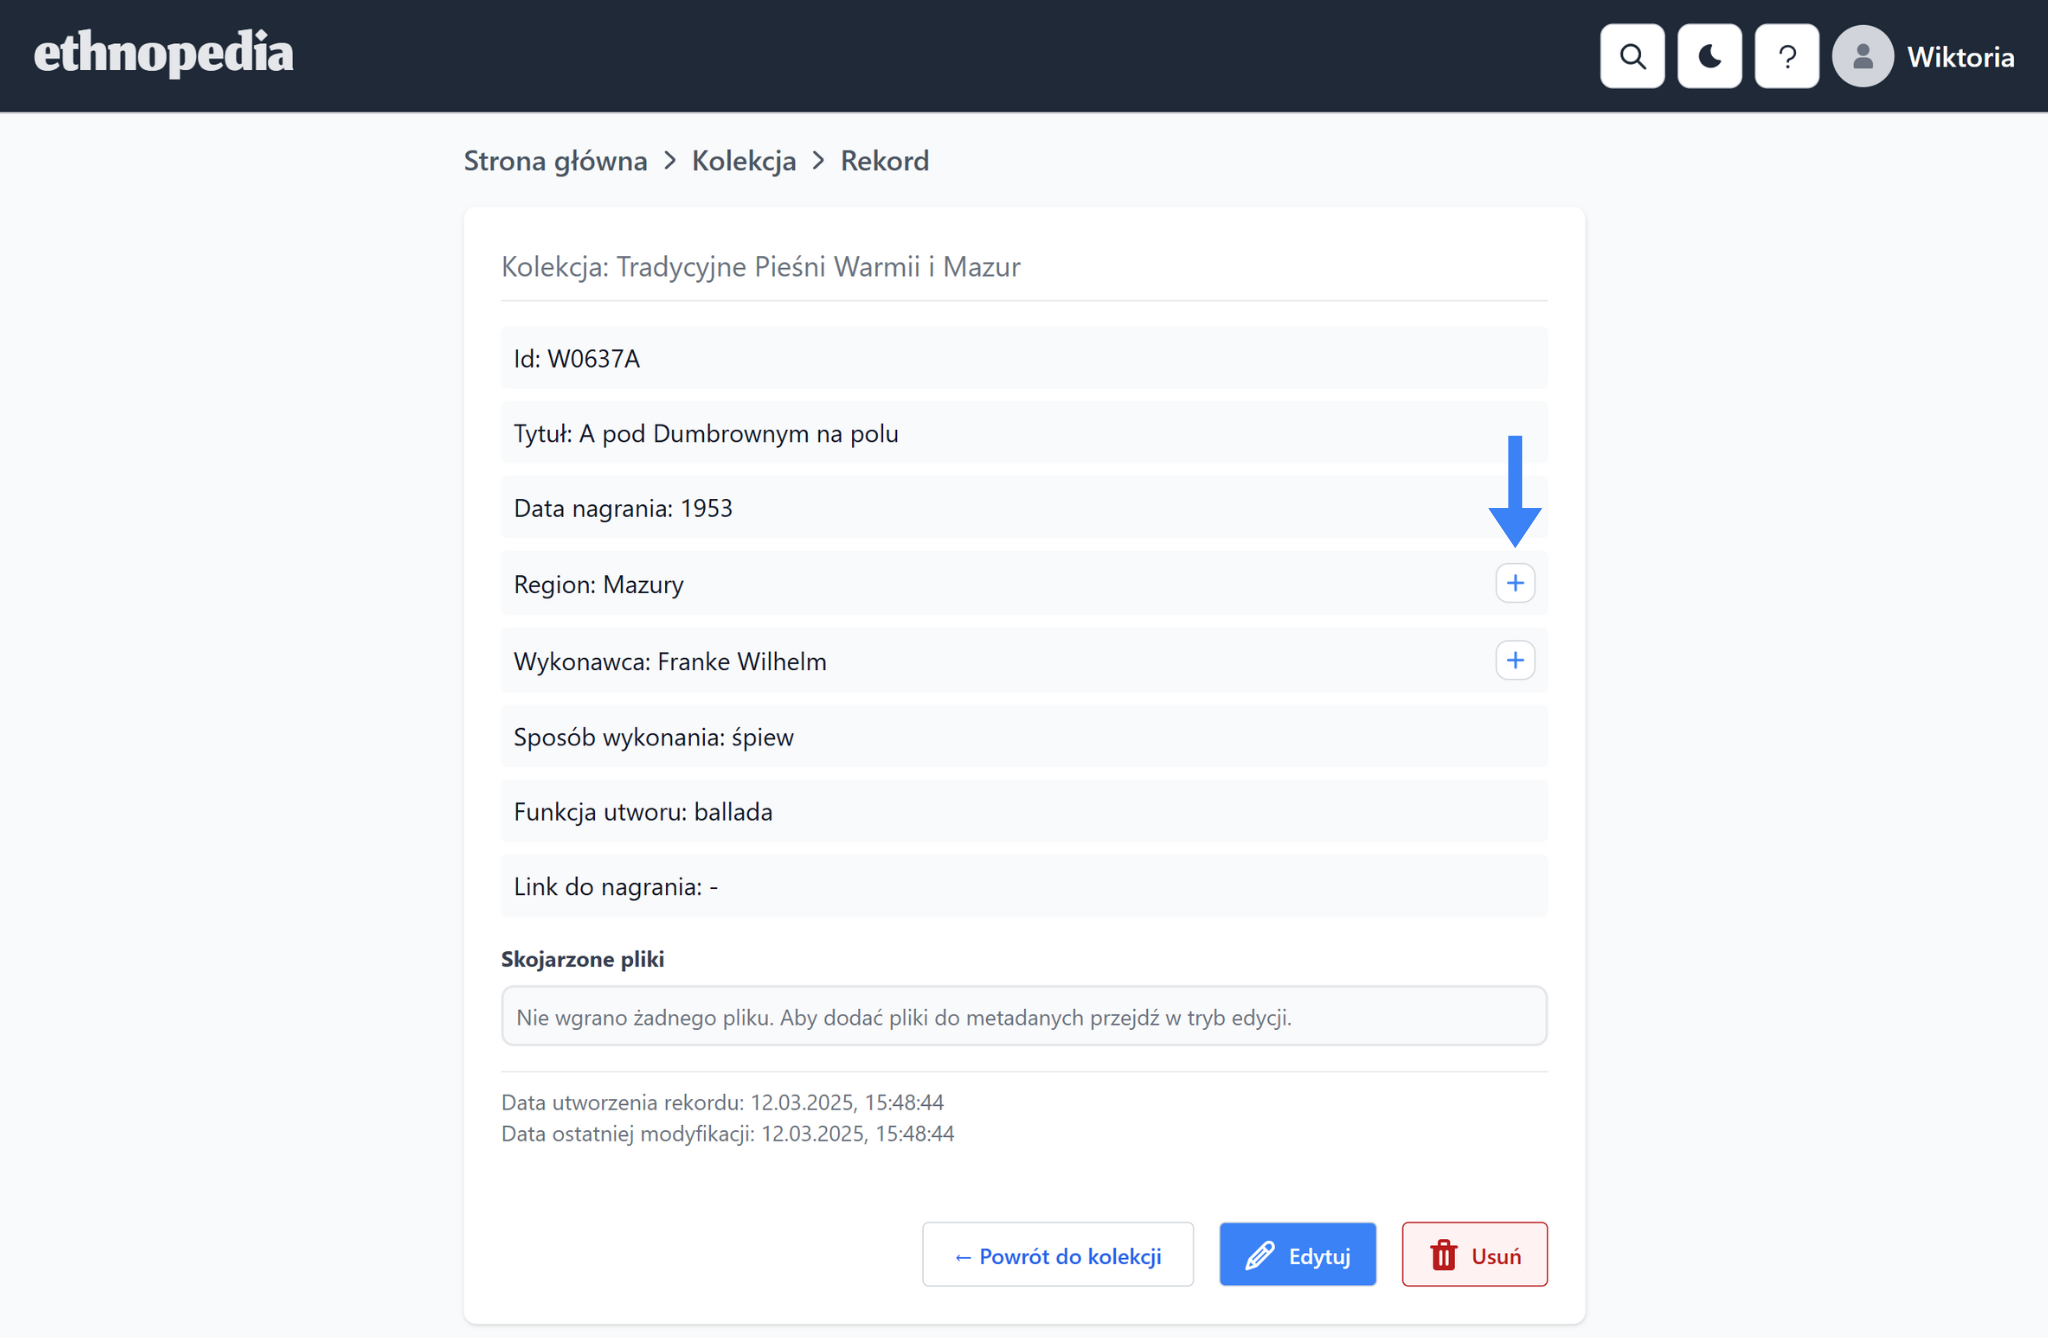 ethnopedia
?
Wiktoria
Strona główna > Kolekcja > Rekord
Kolekcja: Tradycyjne Pieśni Warmii i Mazur
Id: W0637A
Tytuł: A pod Dumbrownym na polu
Data nagrania: 1953
Region: Mazury
+
Wykonawca: Franke Wilhelm
+
Sposób wykonania: śpiew
Funkcja utworu: ballada
Link do nagrania: -
Skojarzone pliki
Nie wgrano żadnego pliku. Aby dodać pliki do metadanych przejdź w tryb edycji.
Data utworzenia rekordu: 12.03.2025, 15:48:44
Data ostatniej modyfikacji: 12.03.2025, 15:48:44
← Powrót do kolekcji
Edytuj
Usuń